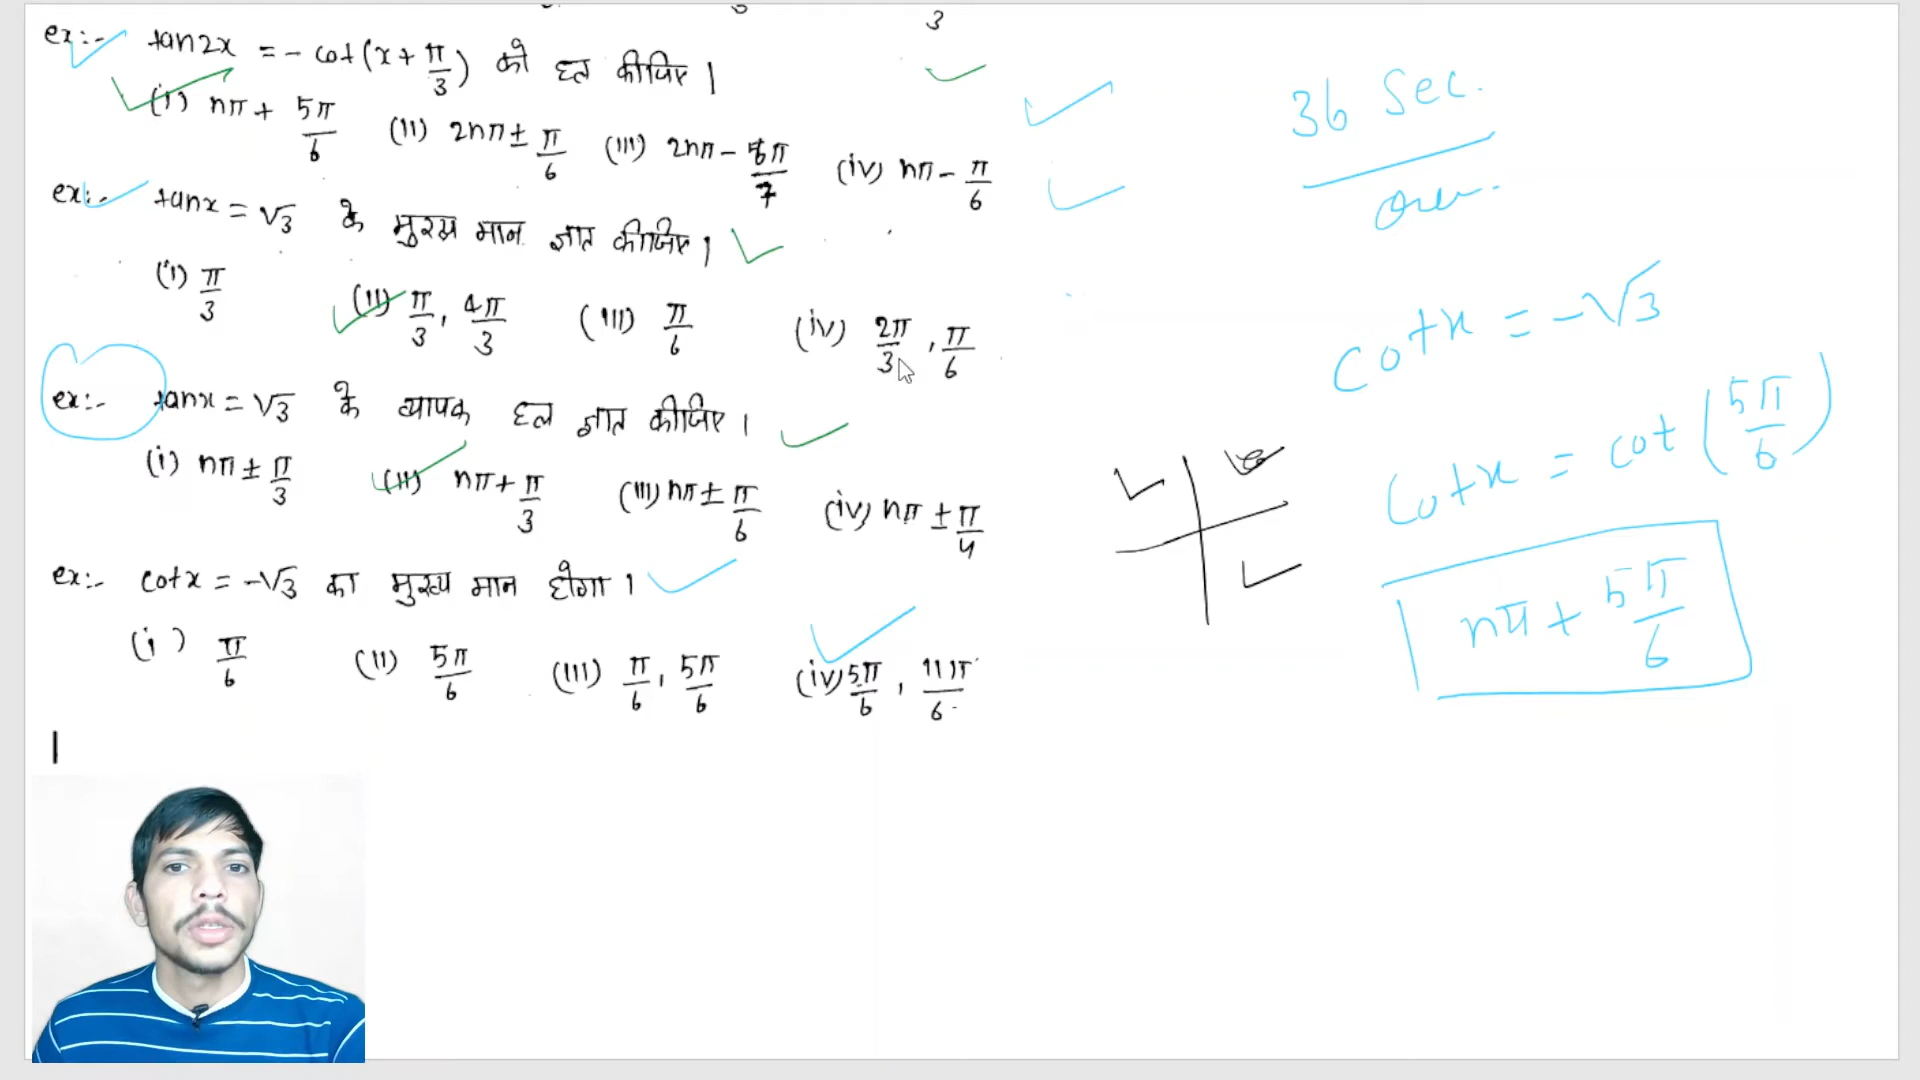 3
ex:- tan2x = - cot(x + π/3) को हल कीजिए।
(i) nπ + 5π/6 (ii) 2nπ ± π/6 (iii) 2nπ - 5π/7 (iv) nπ - π/6
ex:- tanx = √3 के मुख्य मान ज्ञात कीजिए।
(i) π/3 (ii) π/3, 4π/3 (iii) π/6 (iv) 2π/3, π/6
ex:- tanx = √3 के व्यापक हल ज्ञात कीजिए।
(i) nπ ± π/3 (ii) nπ + π/3 (iii) nπ ± π/6 (iv) nπ ± π/4
ex:- cotx = -√3 का मुख्य मान होगा।
(i) π/6 (ii) 5π/6 (iii) π/6, 5π/6 (iv) 5π/6, 11π/6
36 Sec.
cotx = -√3
cotx = cot (5π/6)
nπ + 5π/6